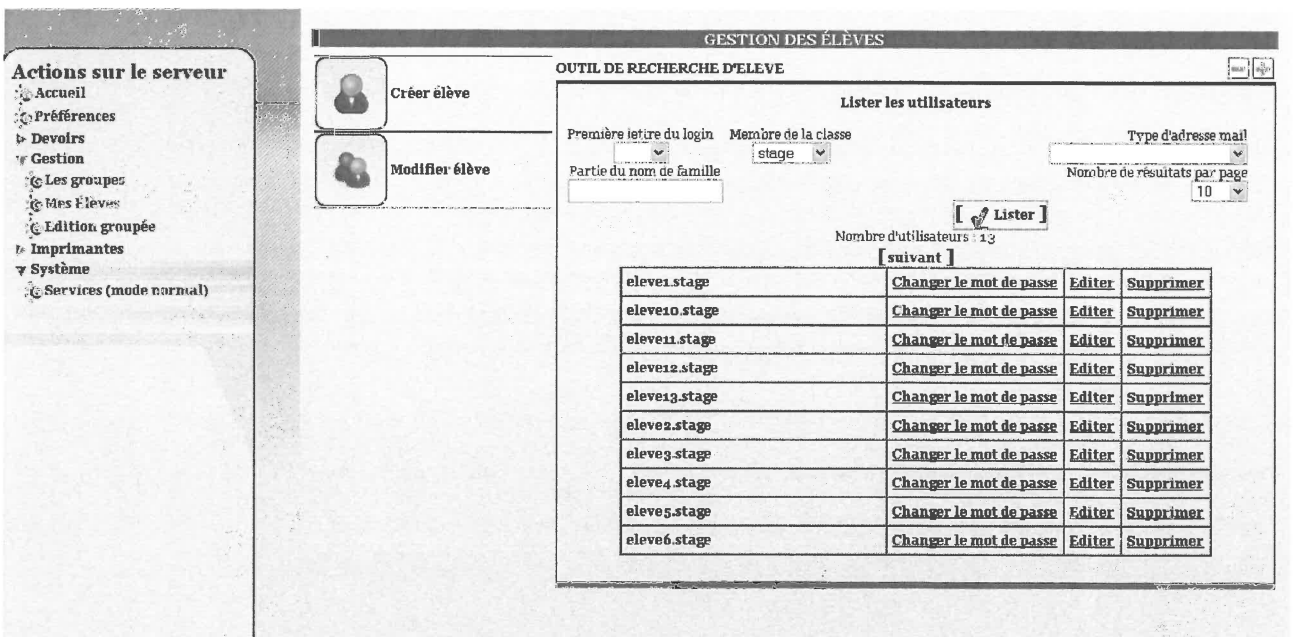 GESTION DES ÉLÈVES
Actions sur le serveur
Accueil
Préférences
Devoirs
Gestion
Les groupes
Mes Élèves
Edition groupée
Imprimantes
Système
Services (mode normal)
Créer élève
Modifier élève
OUTIL DE RECHERCHE D'ELEVE
Lister les utilisateurs
Première lettre du login Membre de la classe Type d'adresse mail
stage
Partie du nom de famille Nombre de résultats par page
10
[ Lister ]
Nombre d'utilisateurs : 13
[ suivant ]
eleve1.stage Changer le mot de passe Editer Supprimer
eleve10.stage Changer le mot de passe Editer Supprimer
eleve11.stage Changer le mot de passe Editer Supprimer
eleve12.stage Changer le mot de passe Editer Supprimer
eleve13.stage Changer le mot de passe Editer Supprimer
eleve2.stage Changer le mot de passe Editer Supprimer
eleve3.stage Changer le mot de passe Editer Supprimer
eleve4.stage Changer le mot de passe Editer Supprimer
eleve5.stage Changer le mot de passe Editer Supprimer
eleve6.stage Changer le mot de passe Editer Supprimer